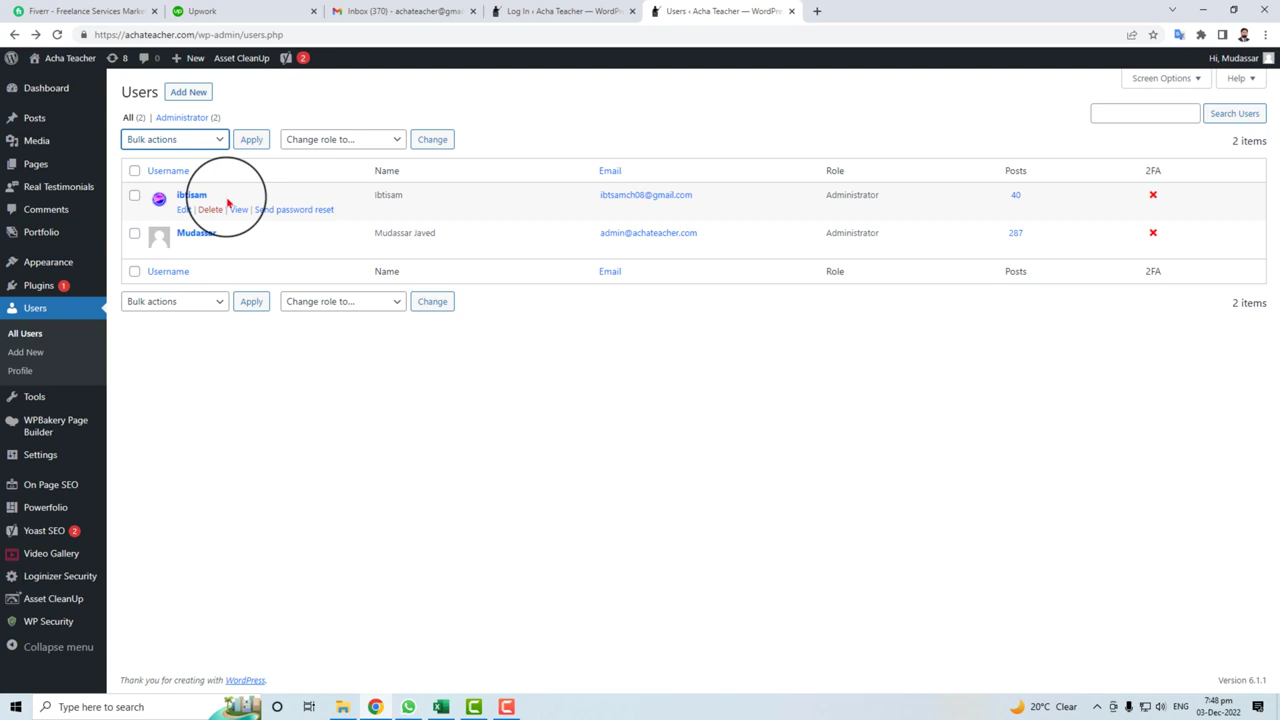 Fiverr - Freelance Services Market
Upwork
Inbox (370) - achateacher@gmai
Log In ‹ Acha Teacher — WordPre
Users ‹ Acha Teacher — WordPre
https://achateacher.com/wp-admin/users.php
Acha Teacher 8 0 New Asset CleanUp 2 Hi, Mudassar
Screen Options Help
Dashboard
Posts
Media
Pages
Real Testimonials
Comments
Portfolio
Appearance
Plugins 1
Users
All Users
Add New
Profile
Tools
WPBakery Page
Builder
Settings
On Page SEO
Powerfolio
Yoast SEO 2
Video Gallery
Loginizer Security
Asset CleanUp
WP Security
Collapse menu
Users Add New
All (2) | Administrator (2)
Search Users
Bulk actions Apply Change role to... Change 2 items
Username Name Email Role Posts 2FA
ibtisam Ibtisam ibtsamch08@gmail.com Administrator 40
Edit | Delete | View | Send password reset
Mudassar Mudassar Javed admin@achateacher.com Administrator 287
Username Name Email Role Posts 2FA
Bulk actions Apply Change role to... Change 2 items
Thank you for creating with WordPress. Version 6.1.1
Type here to search
20°C Clear
ENG
7:48 pm
03-Dec-2022